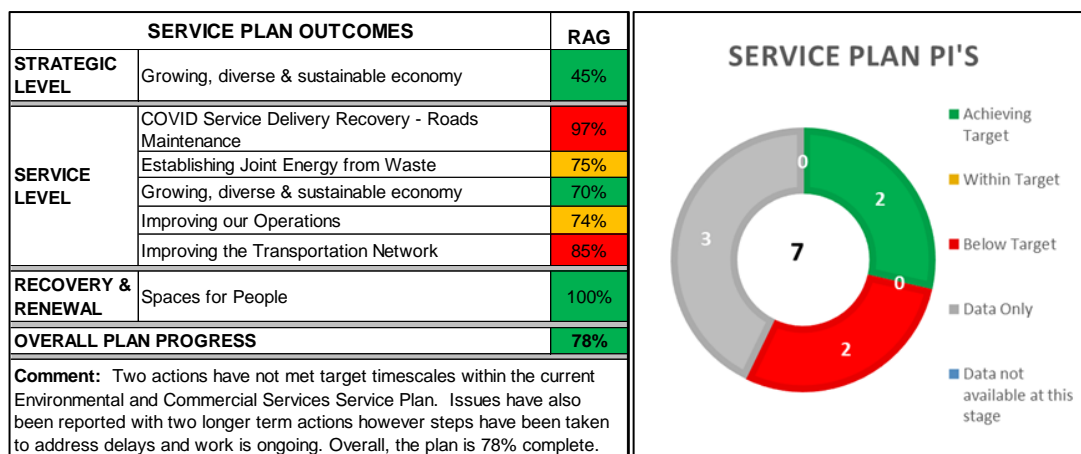 SERVICE PLAN OUTCOMES
RAG
STRATEGIC
LEVEL
Growing, diverse & sustainable economy
45%
SERVICE
LEVEL
COVID Service Delivery Recovery - Roads
Maintenance
97%
Establishing Joint Energy from Waste
75%
Growing, diverse & sustainable economy
70%
Improving our Operations
74%
Improving the Transportation Network
85%
RECOVERY &
RENEWAL
Spaces for People
100%
OVERALL PLAN PROGRESS
78%
Comment: Two actions have not met target timescales within the current
Environmental and Commercial Services Service Plan. Issues have also
been reported with two longer term actions however steps have been taken
to address delays and work is ongoing. Overall, the plan is 78% complete.
SERVICE PLAN PI'S
0
2
0
2
3
7
Achieving
Target
Within Target
Below Target
Data Only
Data not
available at this
stage